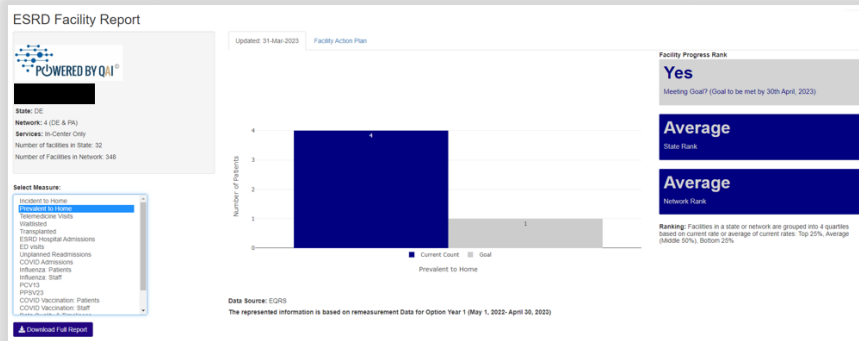 ESRD Facility Report
POWERED BY QAI®
State: DE
Network: 4 (DE & PA)
Services: In-Center Only
Number of facilities in State: 32
Number of Facilities in Network: 348
Select Measure:
Incident to Home
Prevalent to Home
Telemedicine Visits
Waitlisted
Transplanted
ESRD Hospital Admissions
ED visits
Unplanned Readmissions
COVID Admissions
Influenza: Patients
Influenza: Staff
PCV13
PPSV23
COVID Vaccination: Patients
COVID Vaccination: Staff
Download Full Report
Updated: 31-Mar-2023
Facility Action Plan
Number of Patients
4
3
2
1
0
4
1
Current Count
Goal
Prevalent to Home
Data Source: EQRS
The represented information is based on remeasurement Data for Option Year 1 (May 1, 2022- April 30, 2023)
Facility Progress Rank
Yes
Meeting Goal? (Goal to be met by 30th April, 2023)
Average
State Rank
Average
Network Rank
Ranking: Facilities in a state or network are grouped into 4 quartiles
based on current rate or average of current rates: Top 25%, Average
(Middle 50%), Bottom 25%